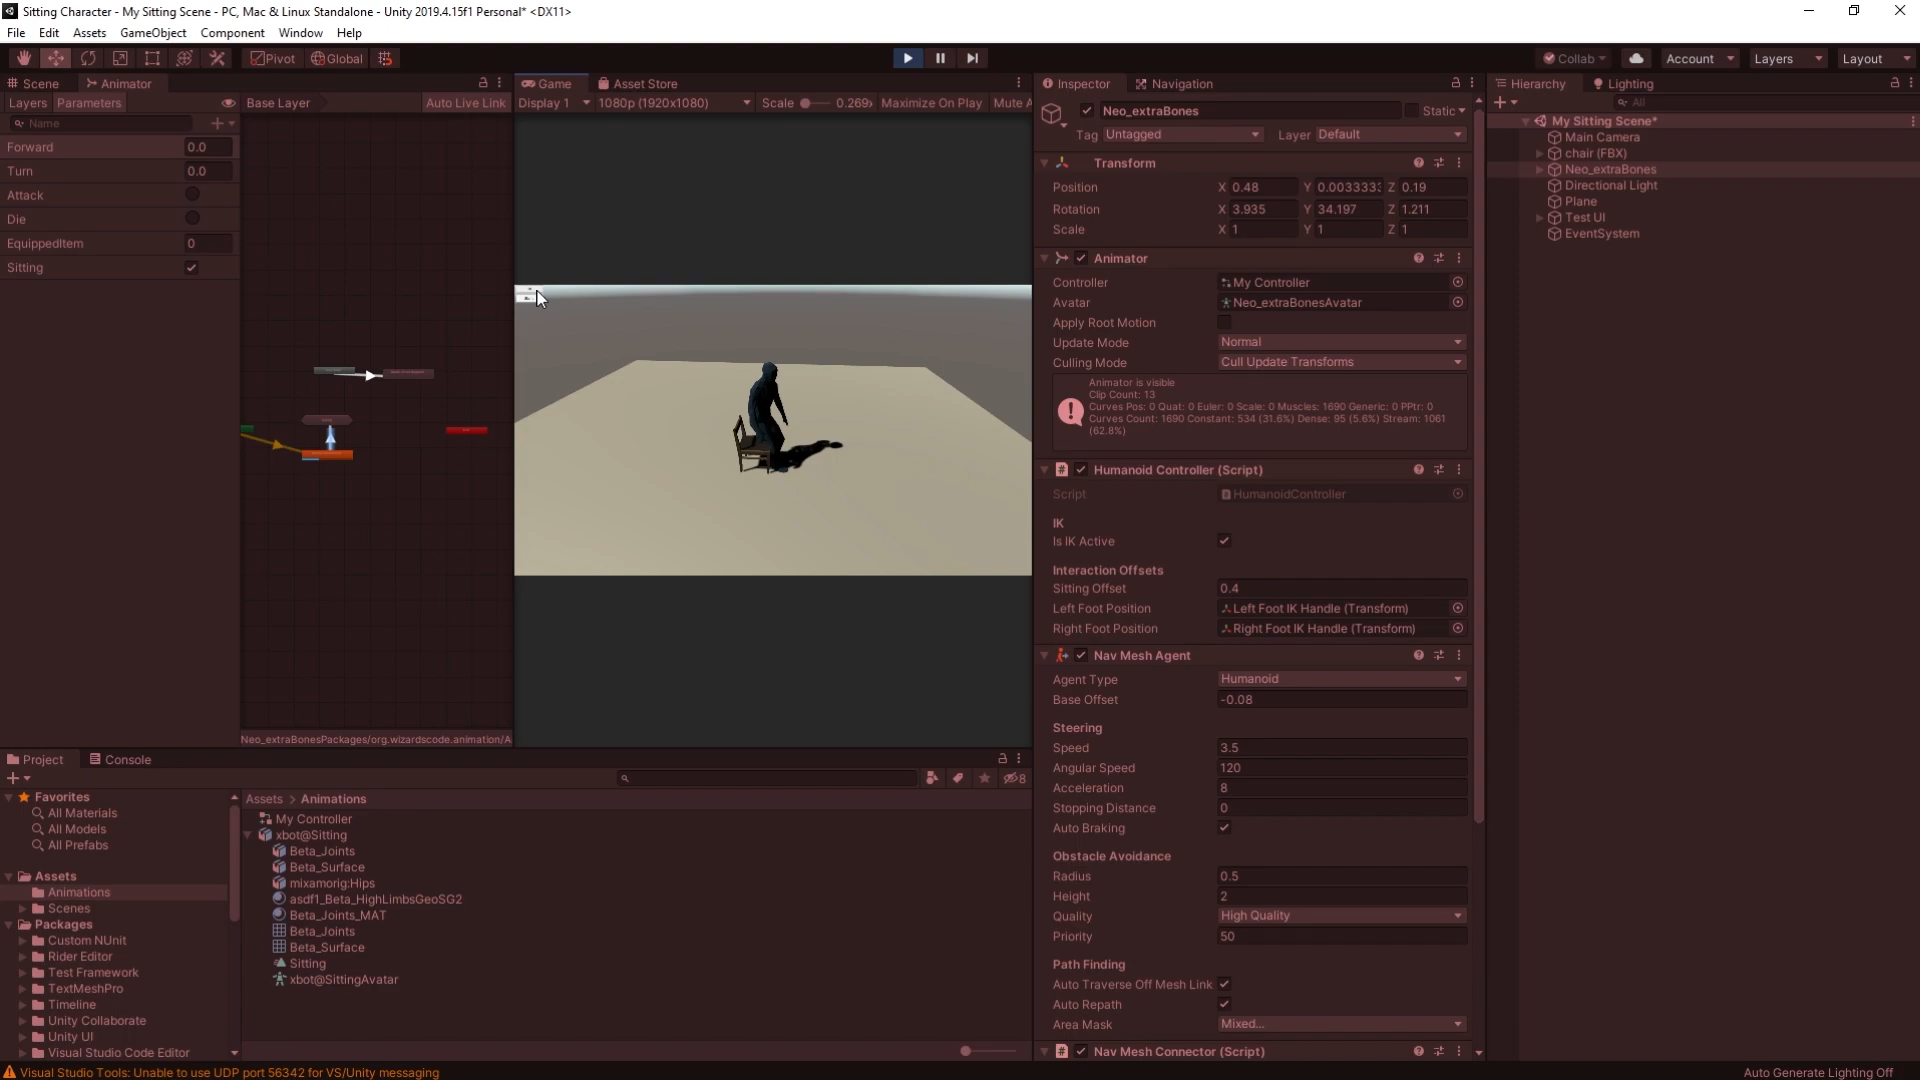 Sitting Character - My Sitting Scene - PC, Mac & Linux Standalone - Unity 2019.4.15f1 Personal* <DX11>
File Edit Assets GameObject Component Window Help
Pivot Global Collab Account Layers Layout
Scene Animator
Layers Parameters Base Layer Auto Live Link
Name
Forward 0.0
Turn 0.0
Attack
Die
EquippedItem 0
Sitting
Neo_extraBonesPackages/org.wizardscode.animation/A
Game Asset Store
Display 1 1080p (1920x1080) Scale 0.269x Maximize On Play Mute A
Inspector Navigation
Neo_extraBones Static
Tag Untagged Layer Default
Transform
Position X 0.48 Y 0.0033333 Z 0.19
Rotation X 3.935 Y 34.197 Z 1.211
Scale X 1 Y 1 Z 1
Animator
Controller My Controller
Avatar Neo_extraBonesAvatar
Apply Root Motion
Update Mode Normal
Culling Mode Cull Update Transforms
Animator is visible
Clip Count: 13
Curves Pos: 0 Quat: 0 Euler: 0 Scale: 0 Muscles: 1690 Generic: 0 PPtr: 0
Curves Count: 1690 Constant: 534 (31.6%) Dense: 95 (5.6%) Stream: 1061
(62.8%)
Humanoid Controller (Script)
Script HumanoidController
IK
Is IK Active
Interaction Offsets
Sitting Offset 0.4
Left Foot Position Left Foot IK Handle (Transform)
Right Foot Position Right Foot IK Handle (Transform)
Nav Mesh Agent
Agent Type Humanoid
Base Offset -0.08
Steering
Speed 3.5
Angular Speed 120
Acceleration 8
Stopping Distance 0
Auto Braking
Obstacle Avoidance
Radius 0.5
Height 2
Quality High Quality
Priority 50
Path Finding
Auto Traverse Off Mesh Link
Auto Repath
Area Mask Mixed...
Nav Mesh Connector (Script)
Hierarchy Lighting
All
My Sitting Scene*
Main Camera
chair (FBX)
Neo_extraBones
Directional Light
Plane
Test UI
EventSystem
Project Console
8
Favorites
All Materials
All Models
All Prefabs
Assets
Animations
Scenes
Packages
Custom NUnit
Rider Editor
Test Framework
TextMeshPro
Timeline
Unity Collaborate
Unity UI
Visual Studio Code Editor
Assets > Animations
My Controller
xbot@Sitting
Beta_Joints
Beta_Surface
mixamorig:Hips
asdf1_Beta_HighLimbsGeoSG2
Beta_Joints_MAT
Beta_Joints
Beta_Surface
Sitting
xbot@SittingAvatar
Visual Studio Tools: Unable to use UDP port 56342 for VS/Unity messaging
Auto Generate Lighting Off